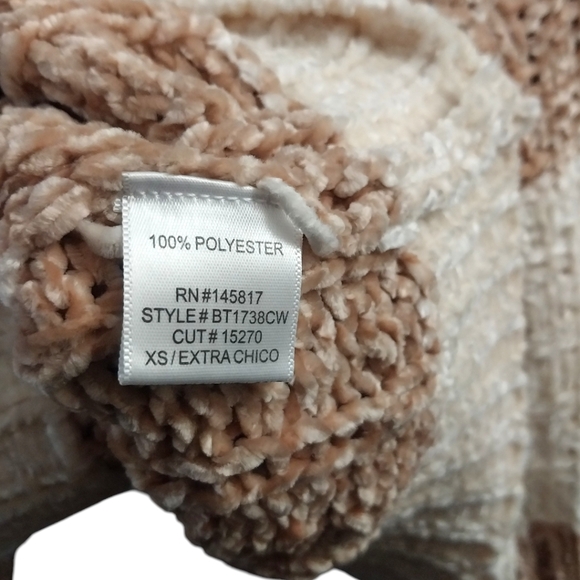 100% POLYESTER
RN#145817
STYLE# BT1738CW
CUT# 15270
XS/EXTRA CHICO